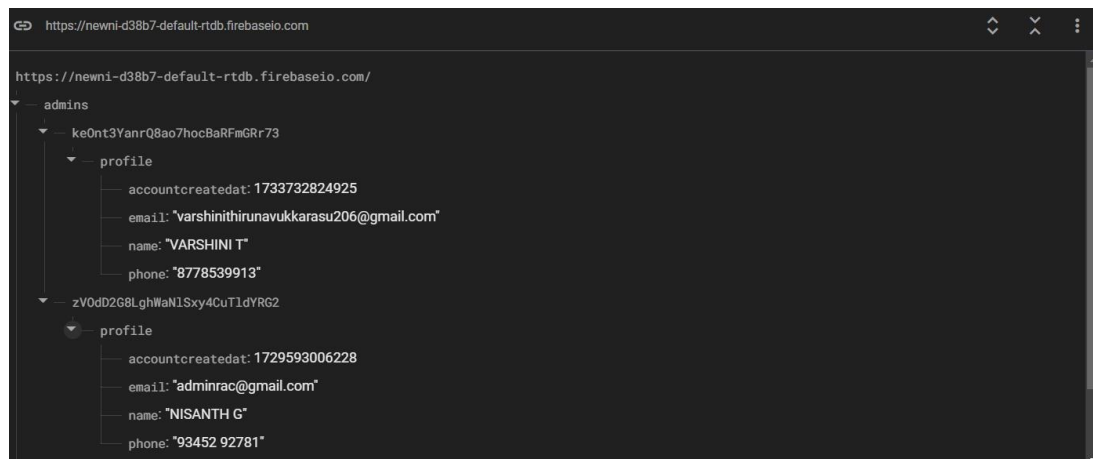 https://newni-d38b7-default-rtdb.firebaseio.com
https://newni-d38b7-default-rtdb.firebaseio.com/
admins
keOnt3YanrQ8ao7hocBaRFmGRr73
profile
accountcreatedat: 1733732824925
email: "varshinithirunavukkarasu206@gmail.com"
name: "VARSHINI T"
phone: "8778539913"
zVOdD2G8LghWaNlSxy4CuTldYRG2
profile
accountcreatedat: 1729593006228
email: "adminrac@gmail.com"
name: "NISANTH G"
phone: "93452 92781"